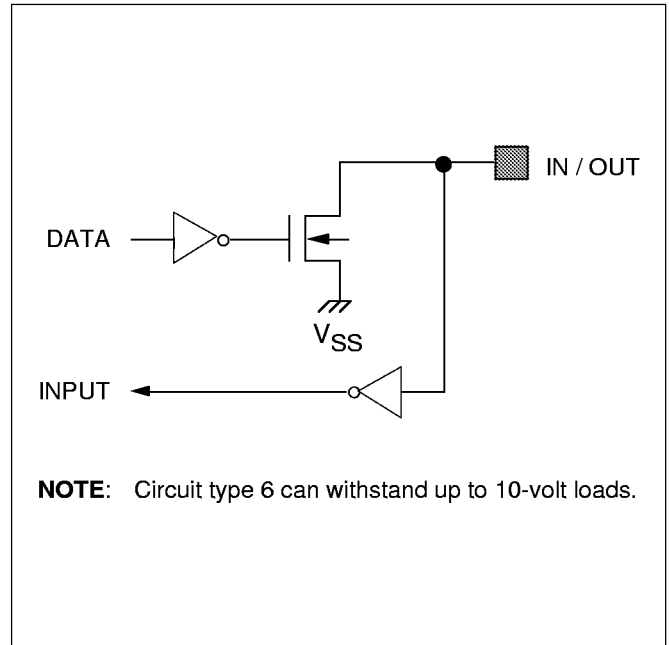 IN / OUT
DATA
VSS
INPUT
NOTE: Circuit type 6 can withstand up to 10-volt loads.